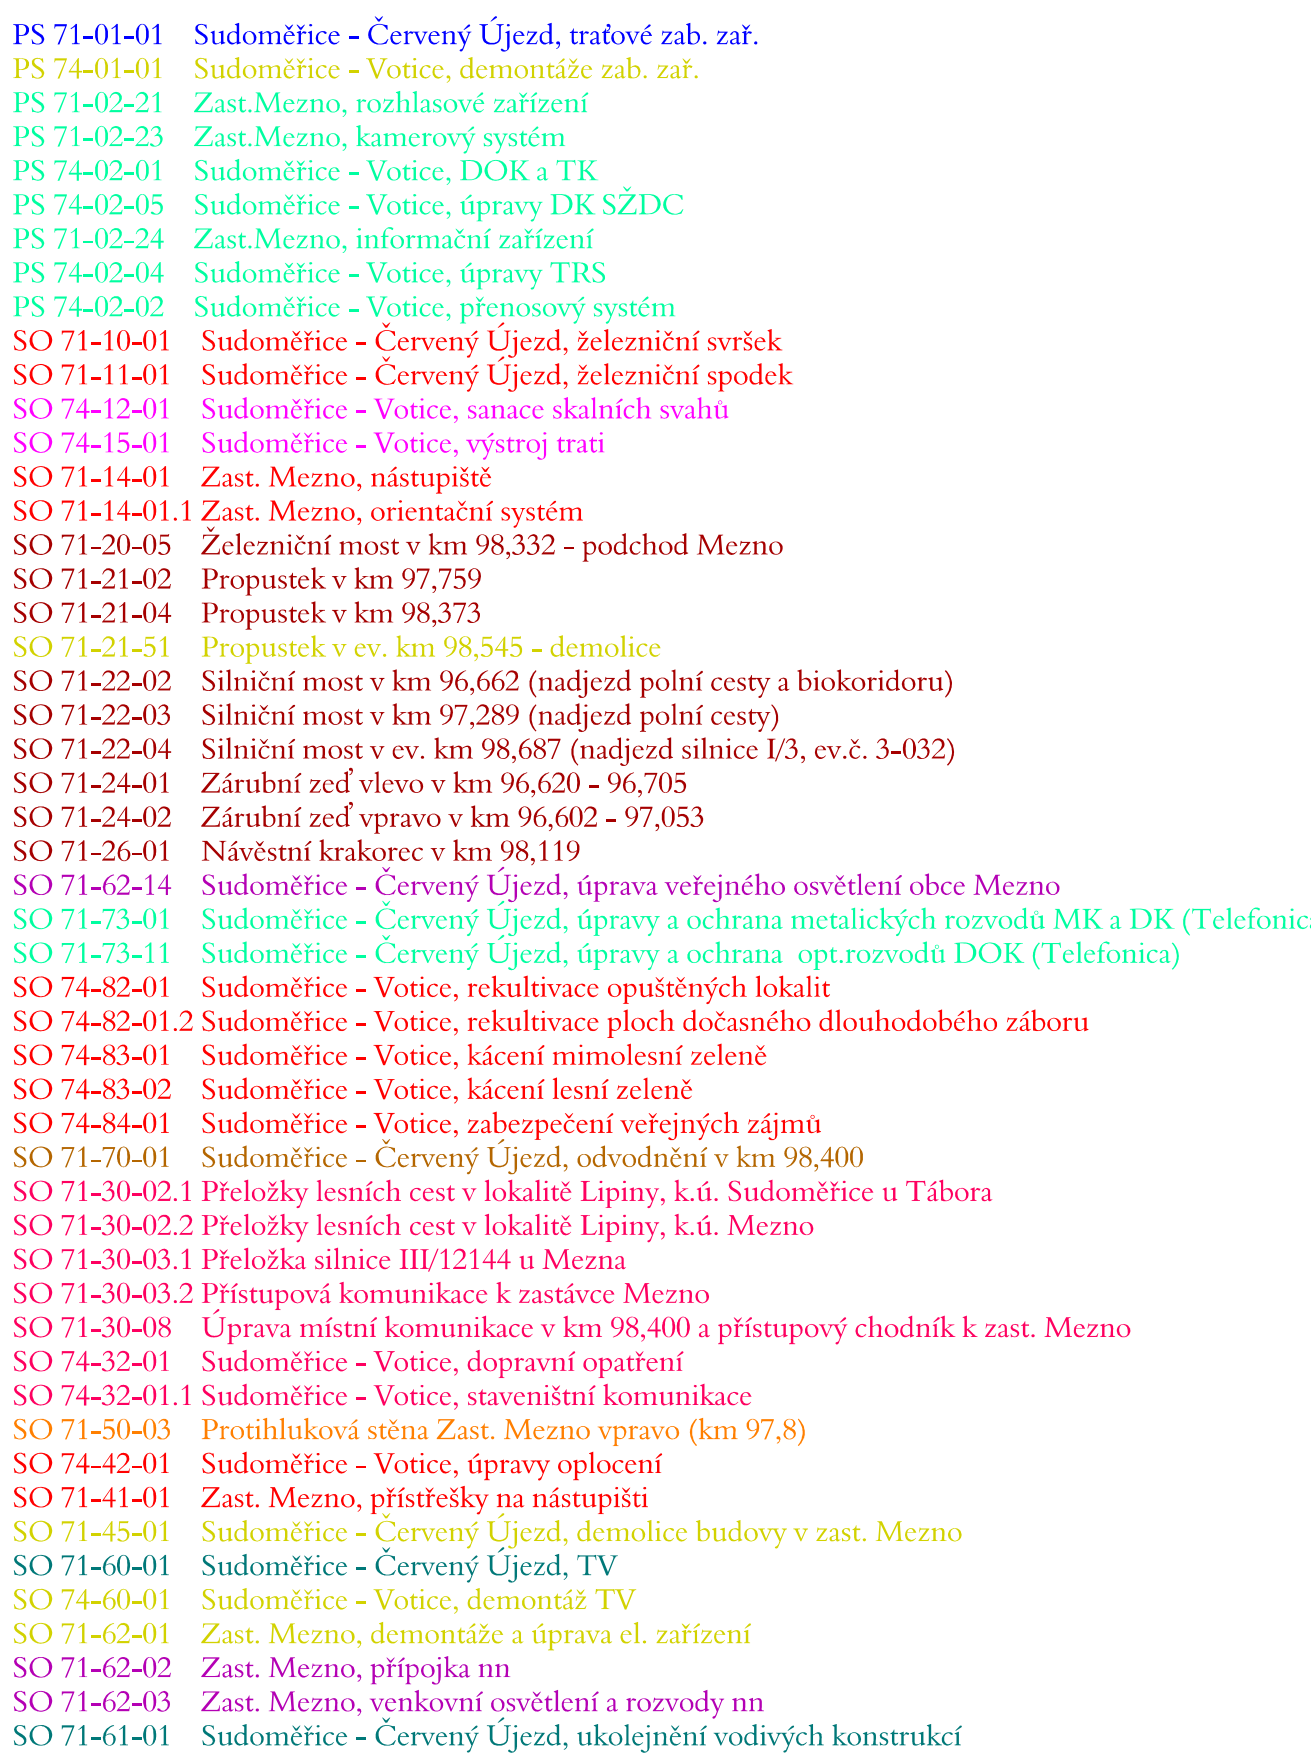 PS 71-01-01 Sudoměřice - Červený Újezd, traťové zab. zař.
PS 74-01-01 Sudoměřice - Votice, demontáže zab. zař.
PS 71-02-21 Zast.Mezno, rozhlasové zařízení
PS 71-02-23 Zast.Mezno, kamerový systém
PS 74-02-01 Sudoměřice - Votice, DOK a TK
PS 74-02-05 Sudoměřice - Votice, úpravy DK SŽDC
PS 71-02-24 Zast.Mezno, informační zařízení
PS 74-02-04 Sudoměřice - Votice, úpravy TRS
PS 74-02-02 Sudoměřice - Votice, přenosový systém
SO 71-10-01 Sudoměřice - Červený Újezd, železniční svršek
SO 71-11-01 Sudoměřice - Červený Újezd, železniční spodek
SO 74-12-01 Sudoměřice - Votice, sanace skalních svahů
SO 74-15-01 Sudoměřice - Votice, výstroj trati
SO 71-14-01 Zast. Mezno, nástupiště
SO 71-14-01.1 Zast. Mezno, orientační systém
SO 71-20-05 Železniční most v km 98,332 - podchod Mezno
SO 71-21-02 Propustek v km 97,759
SO 71-21-04 Propustek v km 98,373
SO 71-21-51 Propustek v ev. km 98,545 - demolice
SO 71-22-02 Silniční most v km 96,662 (nadjezd polní cesty a biokoridoru)
SO 71-22-03 Silniční most v km 97,289 (nadjezd polní cesty)
SO 71-22-04 Silniční most v ev. km 98,687 (nadjezd silnice I/3, ev.č. 3-032)
SO 71-24-01 Zárubní zeď vlevo v km 96,620 - 96,705
SO 71-24-02 Zárubní zeď vpravo v km 96,602 - 97,053
SO 71-26-01 Návěstní krakorec v km 98,119
SO 71-62-14 Sudoměřice - Červený Újezd, úprava veřejného osvětlení obce Mezno
SO 71-73-01 Sudoměřice - Červený Újezd, úpravy a ochrana metalických rozvodů MK a DK (Telefonica
SO 71-73-11 Sudoměřice - Červený Újezd, úpravy a ochrana opt.rozvodů DOK (Telefonica)
SO 74-82-01 Sudoměřice - Votice, rekultivace opuštěných lokalit
SO 74-82-01.2 Sudoměřice - Votice, rekultivace ploch dočasného dlouhodobého záboru
SO 74-83-01 Sudoměřice - Votice, kácení mimolesní zeleně
SO 74-83-02 Sudoměřice - Votice, kácení lesní zeleně
SO 74-84-01 Sudoměřice - Votice, zabezpečení veřejných zájmů
SO 71-70-01 Sudoměřice - Červený Újezd, odvodnění v km 98,400
SO 71-30-02.1 Přeložky lesních cest v lokalitě Lipiny, k.ú. Sudoměřice u Tábora
SO 71-30-02.2 Přeložky lesních cest v lokalitě Lipiny, k.ú. Mezno
SO 71-30-03.1 Přeložka silnice III/12144 u Mezna
SO 71-30-03.2 Přístupová komunikace k zastávce Mezno
SO 71-30-08 Úprava místní komunikace v km 98,400 a přístupový chodník k zast. Mezno
SO 74-32-01 Sudoměřice - Votice, dopravní opatření
SO 74-32-01.1 Sudoměřice - Votice, staveništní komunikace
SO 71-50-03 Protihluková stěna Zast. Mezno vpravo (km 97,8)
SO 74-42-01 Sudoměřice - Votice, úpravy oplocení
SO 71-41-01 Zast. Mezno, přístřešky na nástupišti
SO 71-45-01 Sudoměřice - Červený Újezd, demolice budovy v zast. Mezno
SO 71-60-01 Sudoměřice - Červený Újezd, TV
SO 74-60-01 Sudoměřice - Votice, demontáž TV
SO 71-62-01 Zast. Mezno, demontáže a úprava el. zařízení
SO 71-62-02 Zast. Mezno, přípojka nn
SO 71-62-03 Zast. Mezno, venkovní osvětlení a rozvody nn
SO 71-61-01 Sudoměřice - Červený Újezd, ukolejnění vodivých konstrukcí